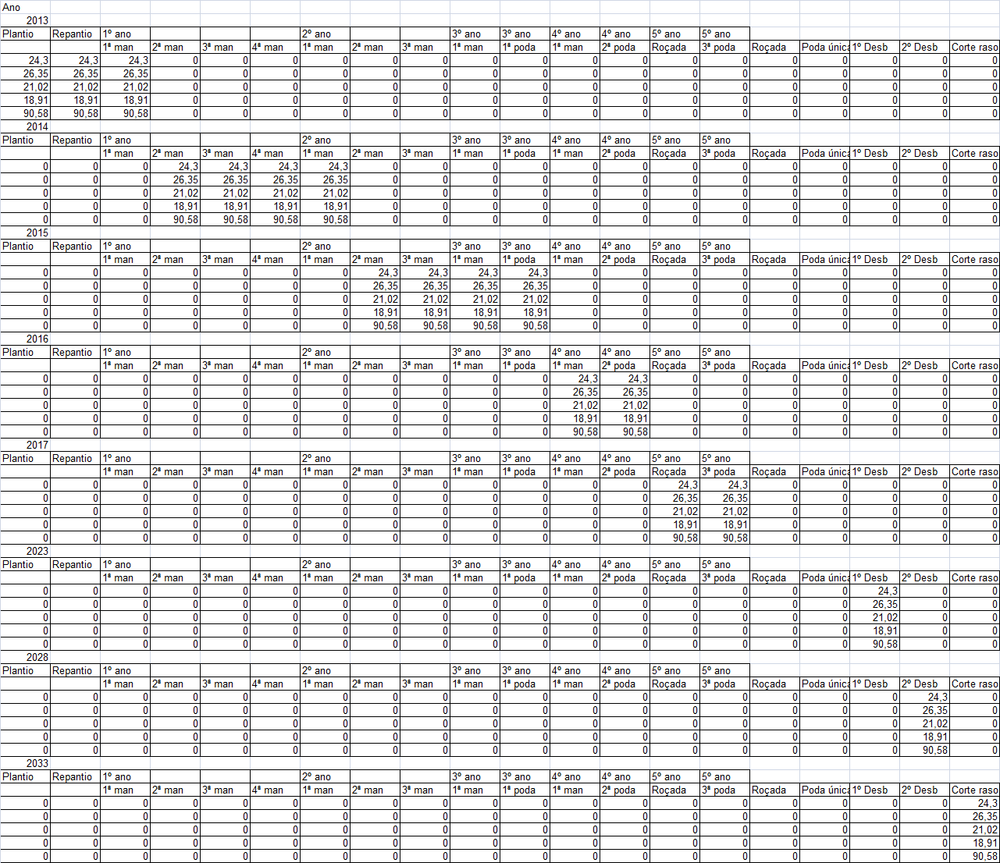 Ano
2013
Plantio Repantio 1º ano 2º ano 3º ano 3º ano 4º ano 4º ano 5º ano 5º ano
1ª man 2ª man 3ª man 4ª man 1ª man 2ª man 3ª man 1ª man 1ª poda 1ª man 2ª poda Roçada 3ª poda Roçada Poda única 1º Desb 2º Desb Corte raso
24,3 24,3 24,3 0 0 0 0 0 0 0 0 0 0 0 0 0 0 0 0 0
26,35 26,35 26,35 0 0 0 0 0 0 0 0 0 0 0 0 0 0 0 0 0
21,02 21,02 21,02 0 0 0 0 0 0 0 0 0 0 0 0 0 0 0 0 0
18,91 18,91 18,91 0 0 0 0 0 0 0 0 0 0 0 0 0 0 0 0 0
90,58 90,58 90,58 0 0 0 0 0 0 0 0 0 0 0 0 0 0 0 0 0
2014
Plantio Repantio 1º ano 2º ano 3º ano 3º ano 4º ano 4º ano 5º ano 5º ano
1ª man 2ª man 3ª man 4ª man 1ª man 2ª man 3ª man 1ª man 1ª poda 1ª man 2ª poda Roçada 3ª poda Roçada Poda única 1º Desb 2º Desb Corte raso
0 0 0 24,3 24,3 24,3 24,3 0 0 0 0 0 0 0 0 0 0 0 0 0
0 0 0 26,35 26,35 26,35 26,35 0 0 0 0 0 0 0 0 0 0 0 0 0
0 0 0 21,02 21,02 21,02 21,02 0 0 0 0 0 0 0 0 0 0 0 0 0
0 0 0 18,91 18,91 18,91 18,91 0 0 0 0 0 0 0 0 0 0 0 0 0
0 0 0 90,58 90,58 90,58 90,58 0 0 0 0 0 0 0 0 0 0 0 0 0
2015
Plantio Repantio 1º ano 2º ano 3º ano 3º ano 4º ano 4º ano 5º ano 5º ano
1ª man 2ª man 3ª man 4ª man 1ª man 2ª man 3ª man 1ª man 1ª poda 1ª man 2ª poda Roçada 3ª poda Roçada Poda única 1º Desb 2º Desb Corte raso
0 0 0 0 0 0 0 24,3 24,3 24,3 24,3 0 0 0 0 0 0 0 0 0
0 0 0 0 0 0 0 26,35 26,35 26,35 26,35 0 0 0 0 0 0 0 0 0
0 0 0 0 0 0 0 21,02 21,02 21,02 21,02 0 0 0 0 0 0 0 0 0
0 0 0 0 0 0 0 18,91 18,91 18,91 18,91 0 0 0 0 0 0 0 0 0
0 0 0 0 0 0 0 90,58 90,58 90,58 90,58 0 0 0 0 0 0 0 0 0
2016
Plantio Repantio 1º ano 2º ano 3º ano 3º ano 4º ano 4º ano 5º ano 5º ano
1ª man 2ª man 3ª man 4ª man 1ª man 2ª man 3ª man 1ª man 1ª poda 1ª man 2ª poda Roçada 3ª poda Roçada Poda única 1º Desb 2º Desb Corte raso
0 0 0 0 0 0 0 0 0 0 0 24,3 24,3 0 0 0 0 0 0 0
0 0 0 0 0 0 0 0 0 0 0 26,35 26,35 0 0 0 0 0 0 0
0 0 0 0 0 0 0 0 0 0 0 21,02 21,02 0 0 0 0 0 0 0
0 0 0 0 0 0 0 0 0 0 0 18,91 18,91 0 0 0 0 0 0 0
0 0 0 0 0 0 0 0 0 0 0 90,58 90,58 0 0 0 0 0 0 0
2017
Plantio Repantio 1º ano 2º ano 3º ano 3º ano 4º ano 4º ano 5º ano 5º ano
1ª man 2ª man 3ª man 4ª man 1ª man 2ª man 3ª man 1ª man 1ª poda 1ª man 2ª poda Roçada 3ª poda Roçada Poda única 1º Desb 2º Desb Corte raso
0 0 0 0 0 0 0 0 0 0 0 0 0 24,3 24,3 0 0 0 0 0
0 0 0 0 0 0 0 0 0 0 0 0 0 26,35 26,35 0 0 0 0 0
0 0 0 0 0 0 0 0 0 0 0 0 0 21,02 21,02 0 0 0 0 0
0 0 0 0 0 0 0 0 0 0 0 0 0 18,91 18,91 0 0 0 0 0
0 0 0 0 0 0 0 0 0 0 0 0 0 90,58 90,58 0 0 0 0 0
2023
Plantio Repantio 1º ano 2º ano 3º ano 3º ano 4º ano 4º ano 5º ano 5º ano
1ª man 2ª man 3ª man 4ª man 1ª man 2ª man 3ª man 1ª man 1ª poda 1ª man 2ª poda Roçada 3ª poda Roçada Poda única 1º Desb 2º Desb Corte raso
0 0 0 0 0 0 0 0 0 0 0 0 0 0 0 0 0 24,3 0 0
0 0 0 0 0 0 0 0 0 0 0 0 0 0 0 0 0 26,35 0 0
0 0 0 0 0 0 0 0 0 0 0 0 0 0 0 0 0 21,02 0 0
0 0 0 0 0 0 0 0 0 0 0 0 0 0 0 0 0 18,91 0 0
0 0 0 0 0 0 0 0 0 0 0 0 0 0 0 0 0 90,58 0 0
2028
Plantio Repantio 1º ano 2º ano 3º ano 3º ano 4º ano 4º ano 5º ano 5º ano
1ª man 2ª man 3ª man 4ª man 1ª man 2ª man 3ª man 1ª man 1ª poda 1ª man 2ª poda Roçada 3ª poda Roçada Poda única 1º Desb 2º Desb Corte raso
0 0 0 0 0 0 0 0 0 0 0 0 0 0 0 0 0 0 24,3 0
0 0 0 0 0 0 0 0 0 0 0 0 0 0 0 0 0 0 26,35 0
0 0 0 0 0 0 0 0 0 0 0 0 0 0 0 0 0 0 21,02 0
0 0 0 0 0 0 0 0 0 0 0 0 0 0 0 0 0 0 18,91 0
0 0 0 0 0 0 0 0 0 0 0 0 0 0 0 0 0 0 90,58 0
2033
Plantio Repantio 1º ano 2º ano 3º ano 3º ano 4º ano 4º ano 5º ano 5º ano
1ª man 2ª man 3ª man 4ª man 1ª man 2ª man 3ª man 1ª man 1ª poda 1ª man 2ª poda Roçada 3ª poda Roçada Poda única 1º Desb 2º Desb Corte raso
0 0 0 0 0 0 0 0 0 0 0 0 0 0 0 0 0 0 0 24,3
0 0 0 0 0 0 0 0 0 0 0 0 0 0 0 0 0 0 0 26,35
0 0 0 0 0 0 0 0 0 0 0 0 0 0 0 0 0 0 0 21,02
0 0 0 0 0 0 0 0 0 0 0 0 0 0 0 0 0 0 0 18,91
0 0 0 0 0 0 0 0 0 0 0 0 0 0 0 0 0 0 0 90,58